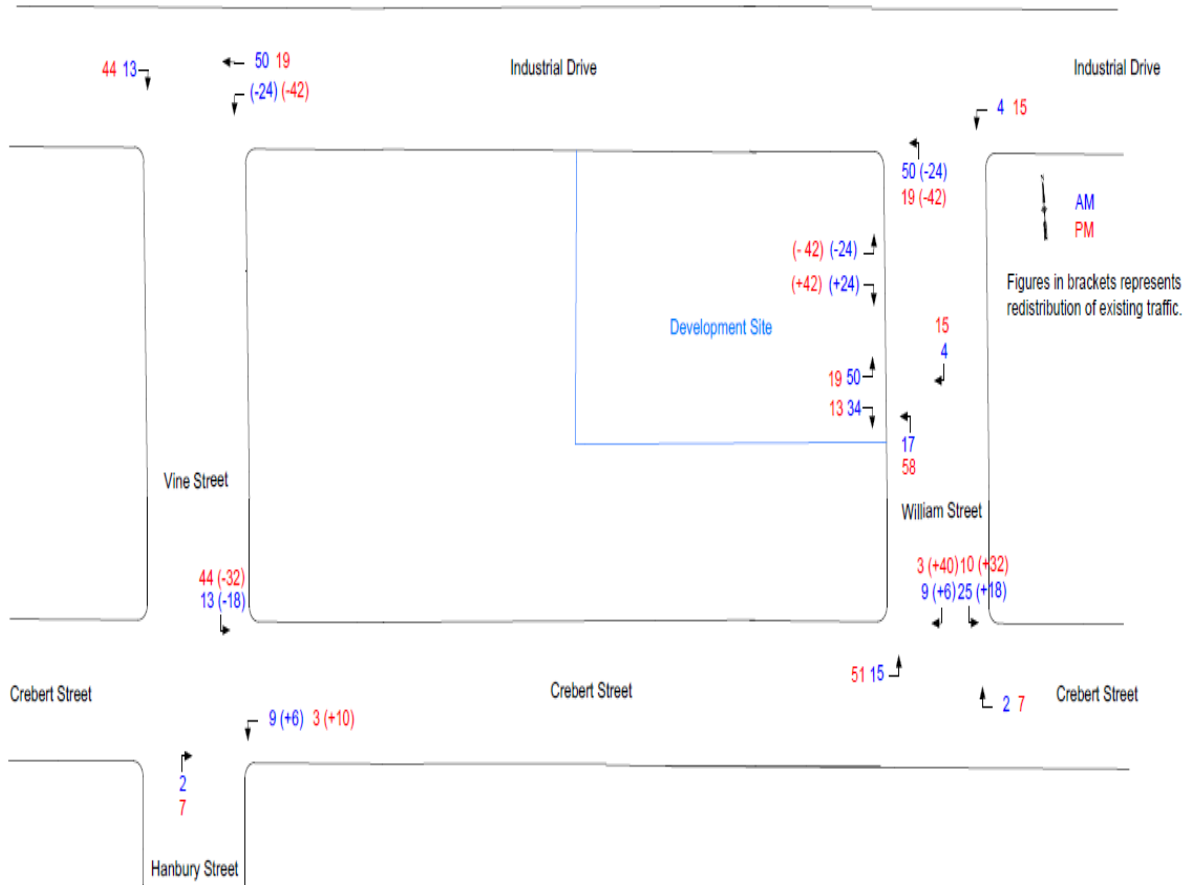 50 19
44 13
Industrial Drive
Industrial Drive
(-24) (-42)
4 15
50 (-24)
19 (-42)
AM
PM
(- 42) (-24)
(+42) (+24)
Figures in brackets represents
redistribution of existing traffic.
Development Site
15
4
19 50
13 34
17
58
Vine Street
William Street
44 (-32)
13 (-18)
3 (+40) 10 (+32)
9 (+6) 25 (+18)
51 15
Crebert Street
Crebert Street
Crebert Street
2 7
9 (+6) 3 (+10)
2
7
Hanbury Street